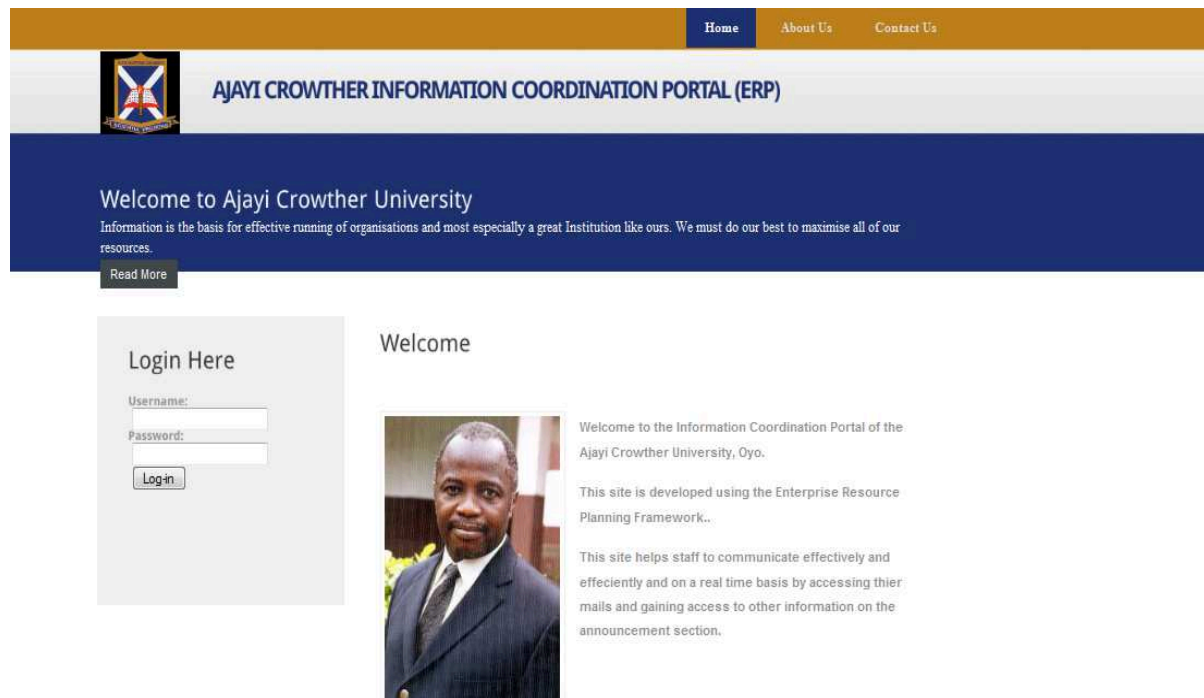 Home About Us Contact Us
AJAYI CROWTHER INFORMATION COORDINATION PORTAL (ERP)
Welcome to Ajayi Crowther University
Information is the basis for effective running of organisations and most especially a great Institution like ours. We must do our best to maximise all of our
resources.
Read More
Login Here
Username:
Password:
Log-in
Welcome
Welcome to the Information Coordination Portal of the
Ajayi Crowther University, Oyo.
This site is developed using the Enterprise Resource
Planning Framework..
This site helps staff to communicate effectively and
effeciently and on a real time basis by accessing thier
mails and gaining access to other information on the
announcement section.